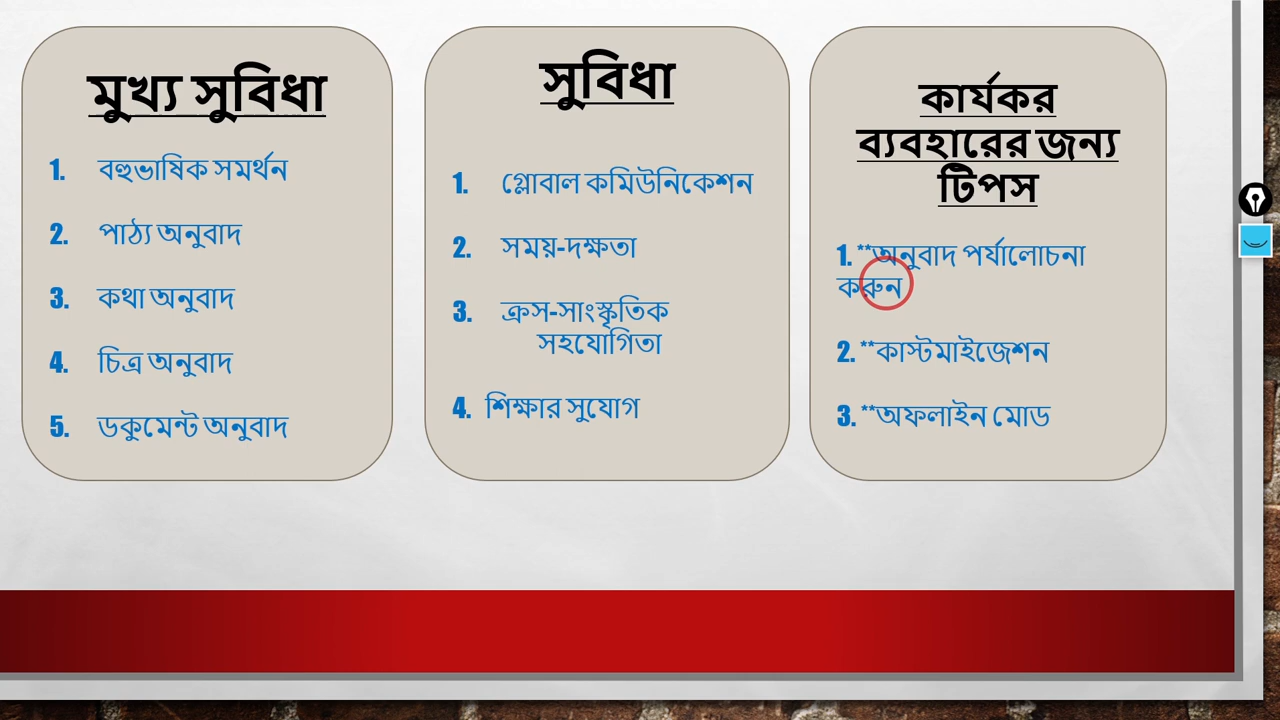 মুখ্য সুবিধা
1. বহুভাষিক সমর্থন
2. পাঠ্য অনুবাদ
3. কথা অনুবাদ
4. চিত্র অনুবাদ
5. ডকুমেন্ট অনুবাদ
সুবিধা
1. গ্লোবাল কমিউনিকেশন
2. সময়-দক্ষতা
3. ক্রস-সাংস্কৃতিক
সহযোগিতা
4. শিক্ষার সুযোগ
কার্যকর
ব্যবহারের জন্য
টিপস
1. **অনুবাদ পর্যালোচনা
করুন
2. **কাস্টমাইজেশন
3. **অফলাইন মোড